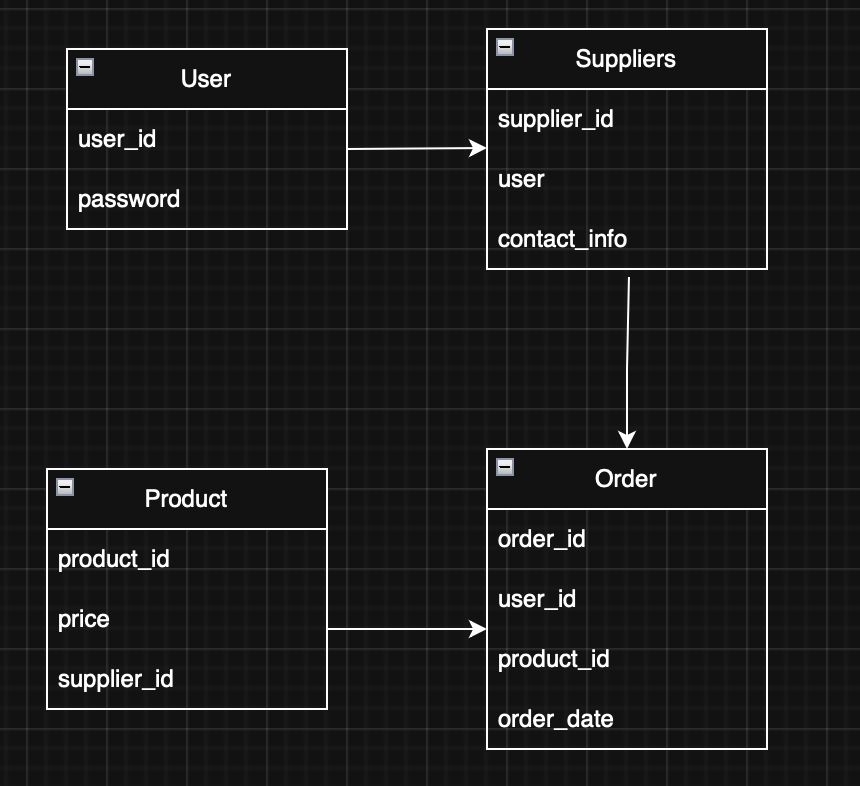 User
user_id
password
Suppliers
supplier_id
user
contact_info
Product
product_id
price
supplier_id
Order
order_id
user_id
product_id
order_date